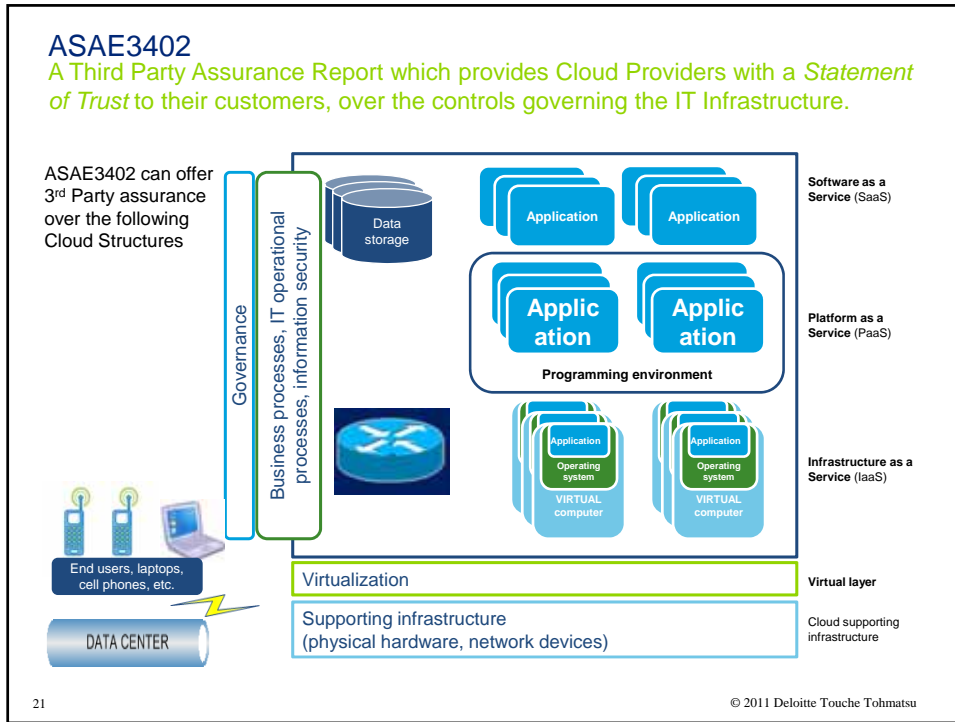 ASAE3402
A Third Party Assurance Report which provides Cloud Providers with a Statement
of Trust to their customers, over the controls governing the IT Infrastructure.
ASAE3402 can offer
3rd Party assurance
over the following
Cloud Structures
Governance
Business processes, IT operational
processes, information security
Data
storage
Application
Application
Software as a
Service (SaaS)
Applic
ation
Applic
ation
Programming environment
Platform as a
Service (PaaS)
Application
Operating
system
VIRTUAL
computer
Application
Operating
system
VIRTUAL
computer
Infrastructure as a
Service (IaaS)
End users, laptops,
cell phones, etc.
DATA CENTER
Virtualization
Virtual layer
Supporting infrastructure
(physical hardware, network devices)
Cloud supporting
infrastructure
21
© 2011 Deloitte Touche Tohmatsu